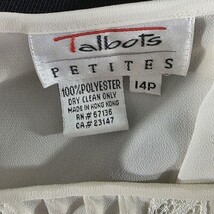 Talbots
PETITES
14P
100% POLYESTER
DRY CLEAN ONLY
MADE IN HONG KONG
RN# 67136
CA# 23147